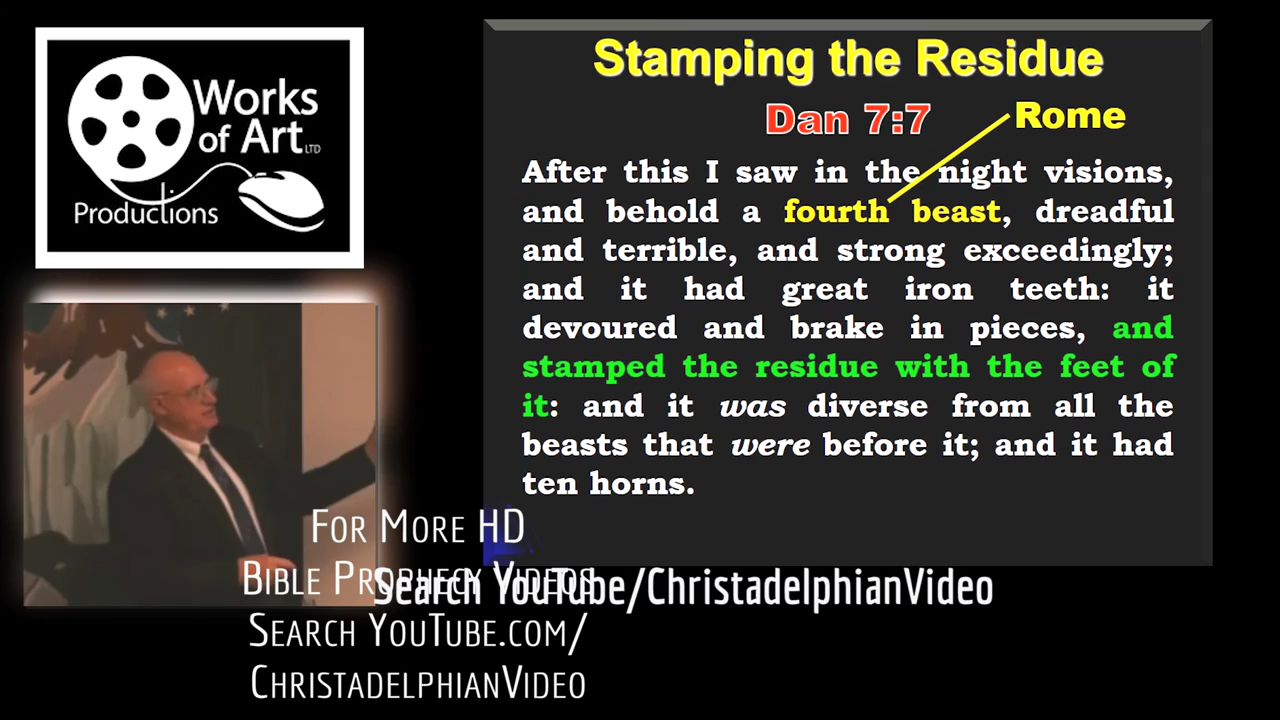 Works
of Art LTD
Productions
Stamping the Residue
Dan 7:7
Rome
After this I saw in the night visions,
and behold a fourth beast, dreadful
and terrible, and strong exceedingly;
and it had great iron teeth: it
devoured and brake in pieces, and
stamped the residue with the feet of
it: and it was diverse from all the
beasts that were before it; and it had
ten horns.
For More HD
Bible Prophecy Videos
Search YouTube.com/
ChristadelphianVideo
Search YouTube/ChristadelphianVideo